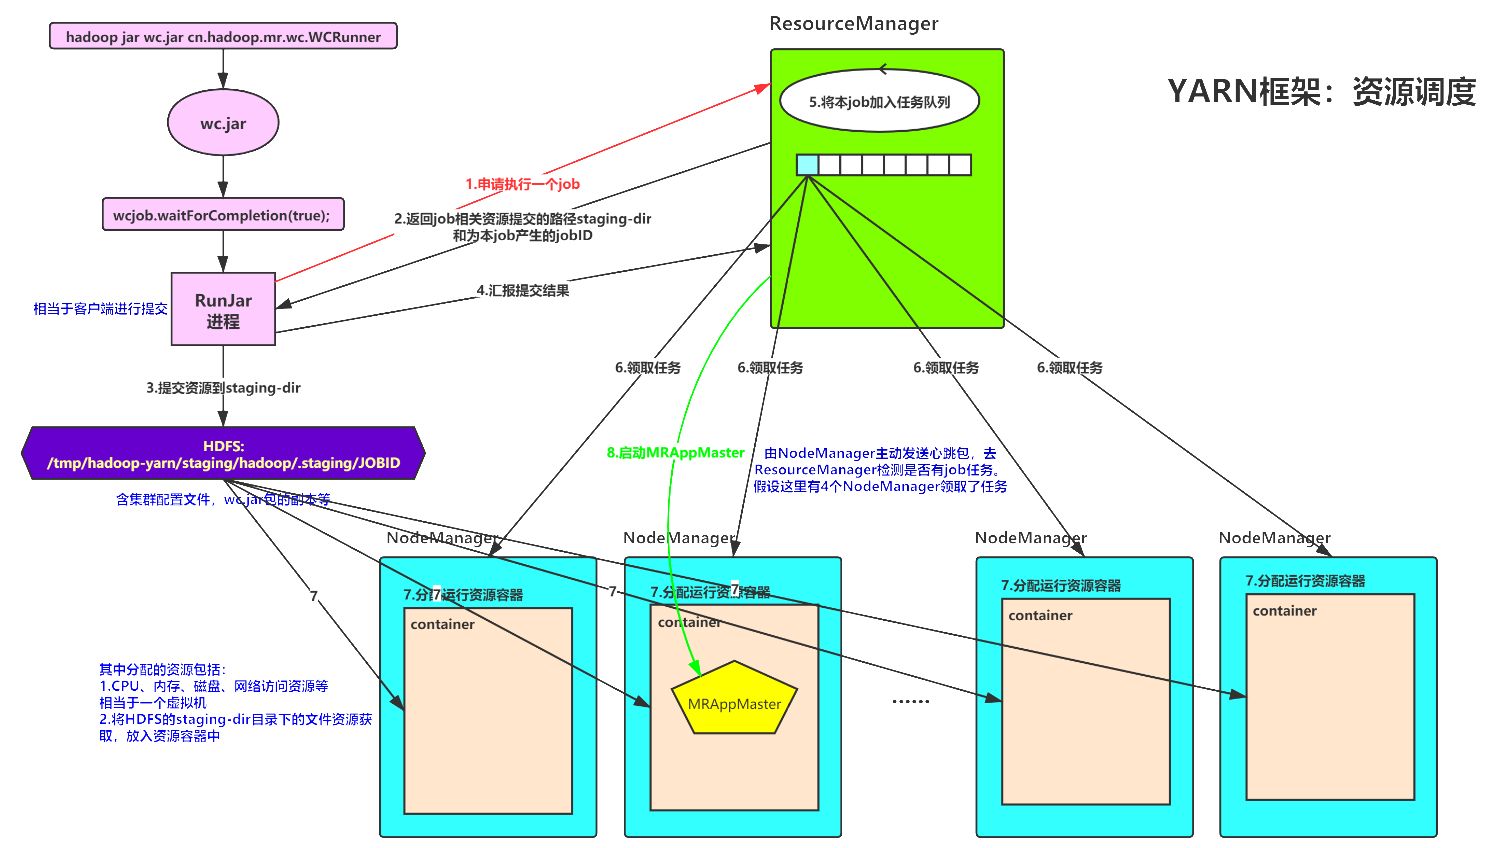 hadoop jar wc.jar cn.hadoop.mr.wc.WCRunner
wc.jar
wcjob.waitForCompletion(true);
RunJar
进程
相当于客户端进行提交
ResourceManager
5.将本job加入任务队列
YARN框架：资源调度
1.申请执行一个job
2.返回job相关资源提交的路径staging-dir
和为本job产生的jobID
4.汇报提交结果
3.提交资源到staging-dir
HDFS:
/tmp/hadoop-yarn/staging/hadoop/.staging/JOBID
含集群配置文件，wc.jar包的副本等
6.领取任务
6.领取任务
6.领取任务
6.领取任务
8.启动MRAppMaster
由NodeManager主动发送心跳包，去
ResourceManager检测是否有job任务。
假设这里有4个NodeManager领取了任务
NodeManager
NodeManager
NodeManager
NodeManager
7
7
7
7
7.分配运行资源容器
7.分配运行资源容器
7.分配运行资源容器
7.分配运行资源容器
container
container
container
container
MRAppMaster
......
其中分配的资源包括：
1.CPU、内存、磁盘、网络访问资源等
相当于一个虚拟机
2.将HDFS的staging-dir目录下的文件资源获
取，放入资源容器中